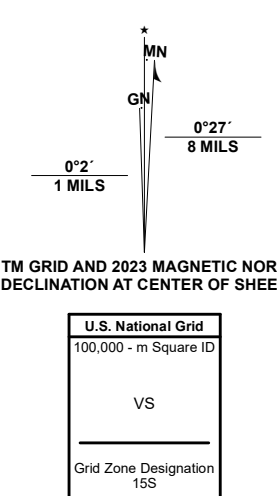 ★
MN
GN
0°27´
8 MILS
0°2´
1 MILS
TM GRID AND 2023 MAGNETIC NOR
DECLINATION AT CENTER OF SHEE
U.S. National Grid
100,000 - m Square ID
VS
Grid Zone Designation
15S